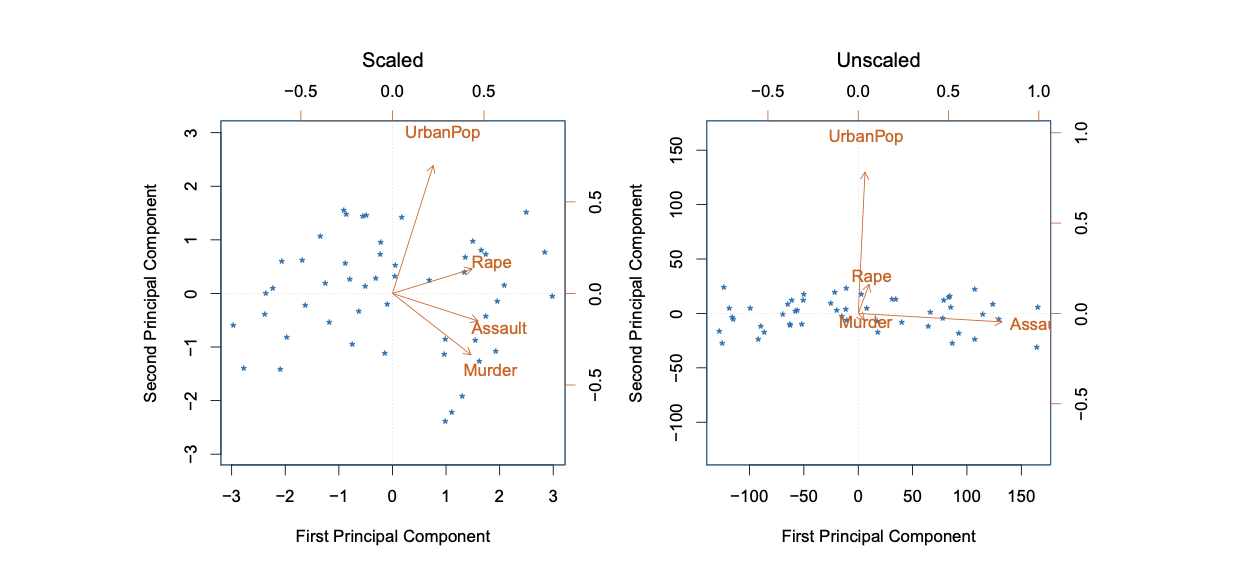 Scaled
−0.5 0.0 0.5
UrbanPop
Rape
Assault
Murder
3
2
1
0
−1
−2
−3
Second Principal Component
0.5
0.0
−0.5
−3 −2 −1 0 1 2 3
First Principal Component
Unscaled
−0.5 0.0 0.5 1.0
UrbanPop
Rape
Murder
Assau
150
100
50
0
−50
−100
Second Principal Component
1.0
0.5
0.0
−0.5
−100 −50 0 50 100 150
First Principal Component